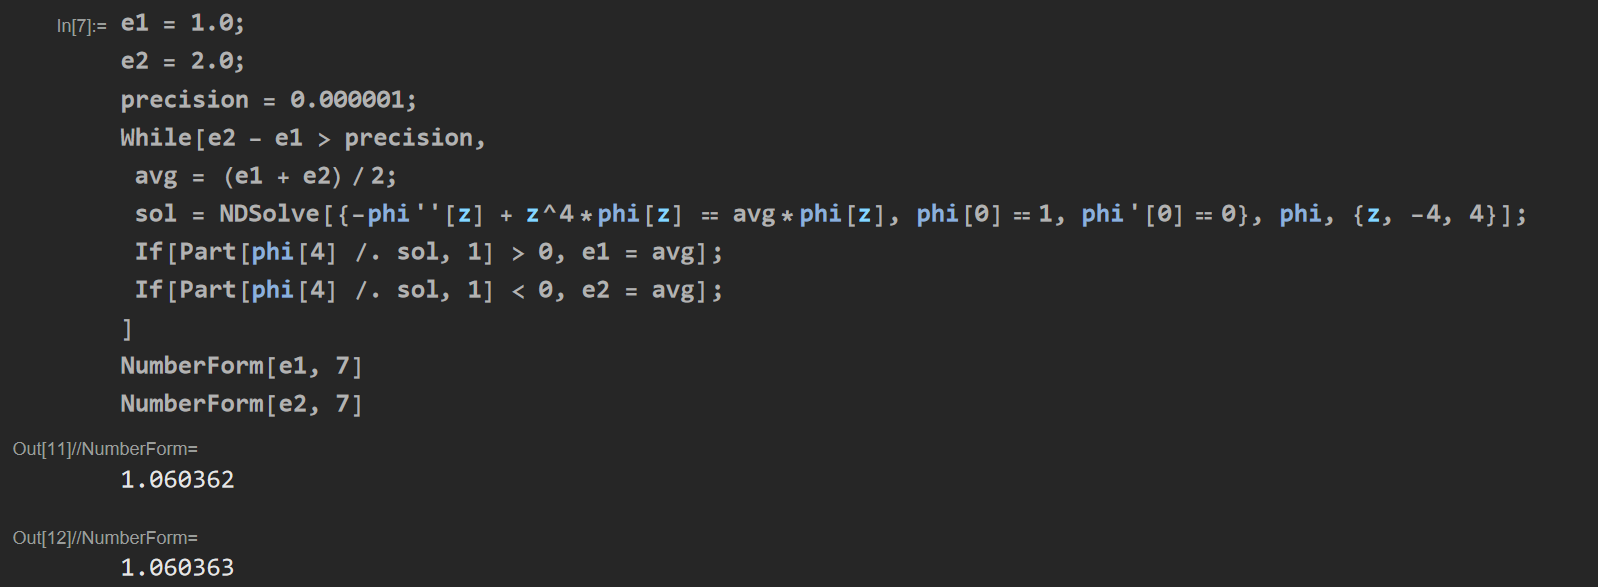 In[7]:= e1 = 1.0;
e2 = 2.0;
precision = 0.000001;
While[e2 - e1 > precision,
avg = (e1 + e2) / 2;
sol = NDSolve[{-phi''[z] + z^4 * phi[z] == avg * phi[z], phi[0] == 1, phi'[0] == 0}, phi, {z, -4, 4}];
If[Part[phi[4] /. sol, 1] > 0, e1 = avg];
If[Part[phi[4] /. sol, 1] < 0, e2 = avg];
]
NumberForm[e1, 7]
NumberForm[e2, 7]
Out[11]//NumberForm=
1.060362
Out[12]//NumberForm=
1.060363